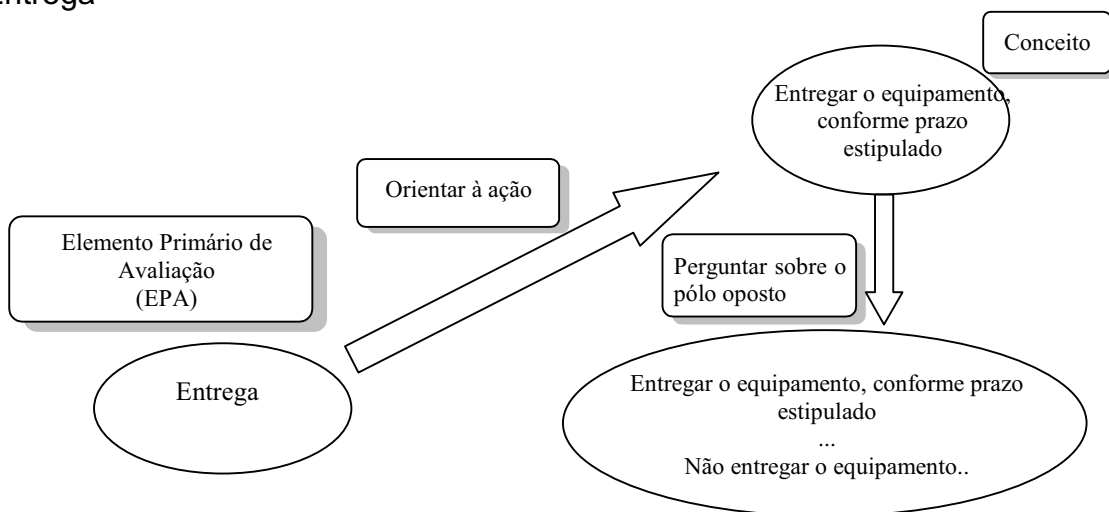 Entrega
Conceito
Entregar o equipamento,
conforme prazo
estipulado
Orientar à ação
Elemento Primário de
Avaliação
(EPA)
Perguntar sobre o
pólo oposto
Entrega
Entregar o equipamento, conforme prazo
estipulado
...
Não entregar o equipamento..